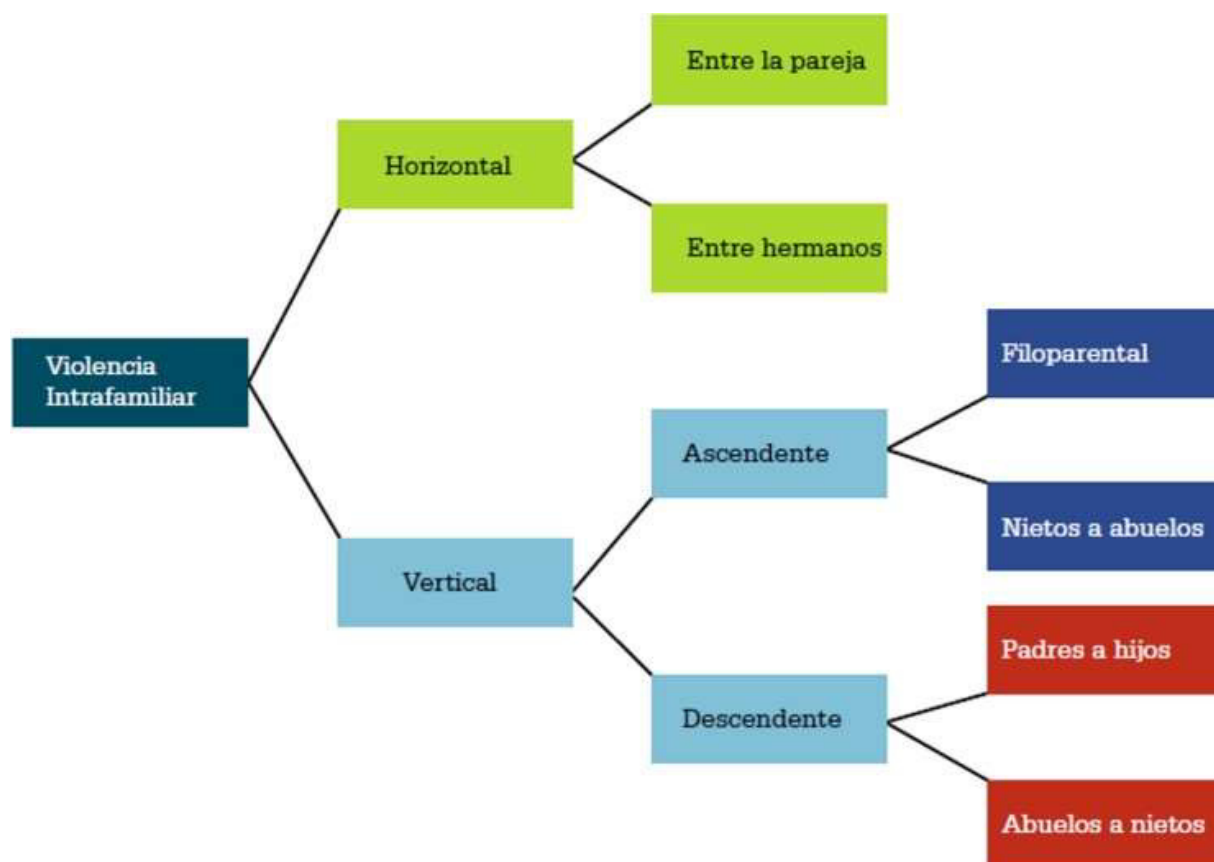 Entre la pareja
Horizontal
Entre hermanos
Violencia
Intrafamiliar
Filoparental
Ascendente
Nietos a abuelos
Vertical
Padres a hijos
Descendente
Abuelos a nietos